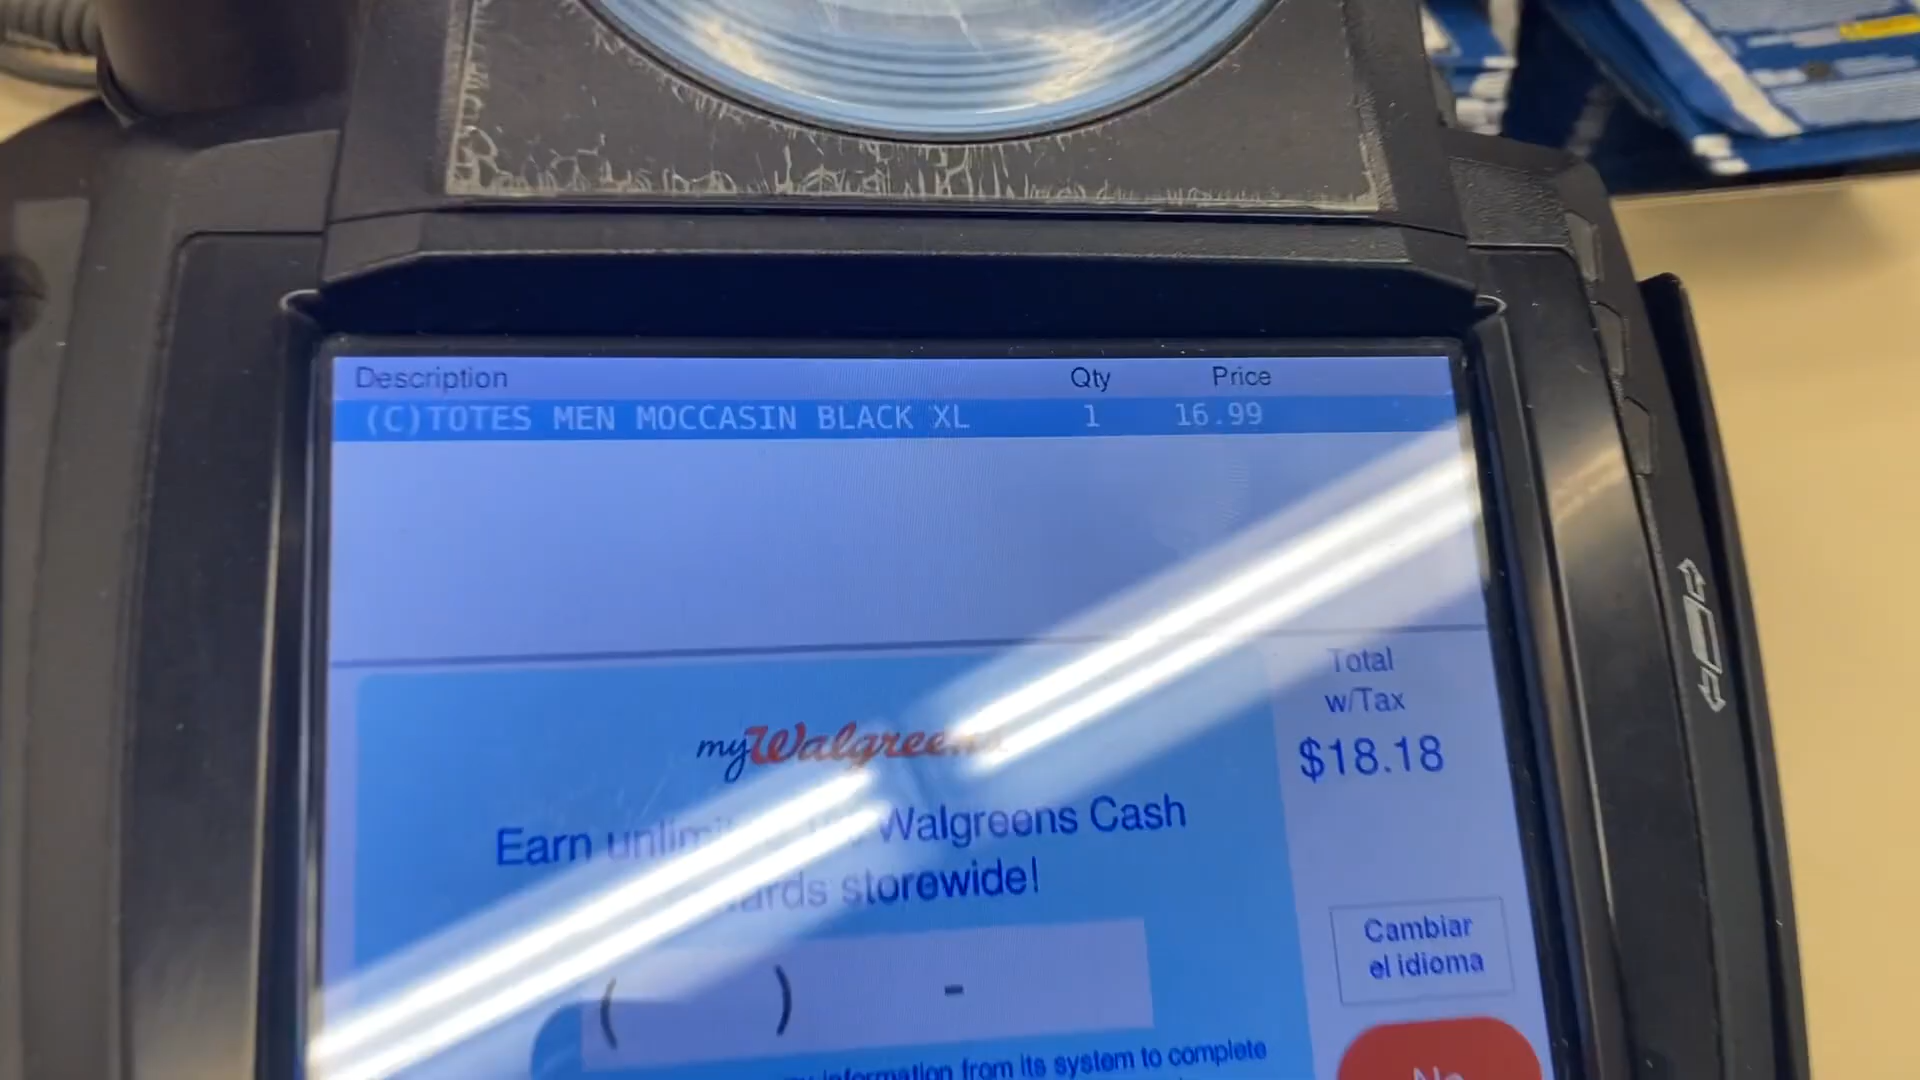 Description Qty Price
(C)TOTES MEN MOCCASIN BLACK XL 1 16.99
Total
w/Tax
$18.18
myWalgreens
Earn Walgreens Cash
storewide!
( ) -
information from its system to complete
Cambiar
el idioma
No